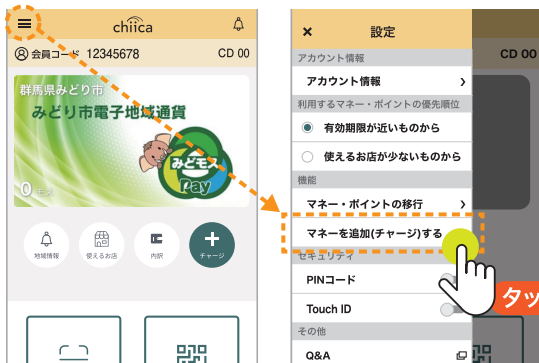 chiica
会員コード 12345678
CD 00
群馬県みどり市
みどり市電子地域通貨
みどモス
Pay
0 モス
地域情報
使えるお店
内訳
チャージ
設定
アカウント情報
アカウント情報
利用するマネー・ポイントの優先順位
有効期限が近いものから
使えるお店が少ないものから
機能
マネー・ポイントの移行
マネーを追加(チャージ)する
セキュリティ
PINコード
Touch ID
その他
Q&A
CD 00
タッ